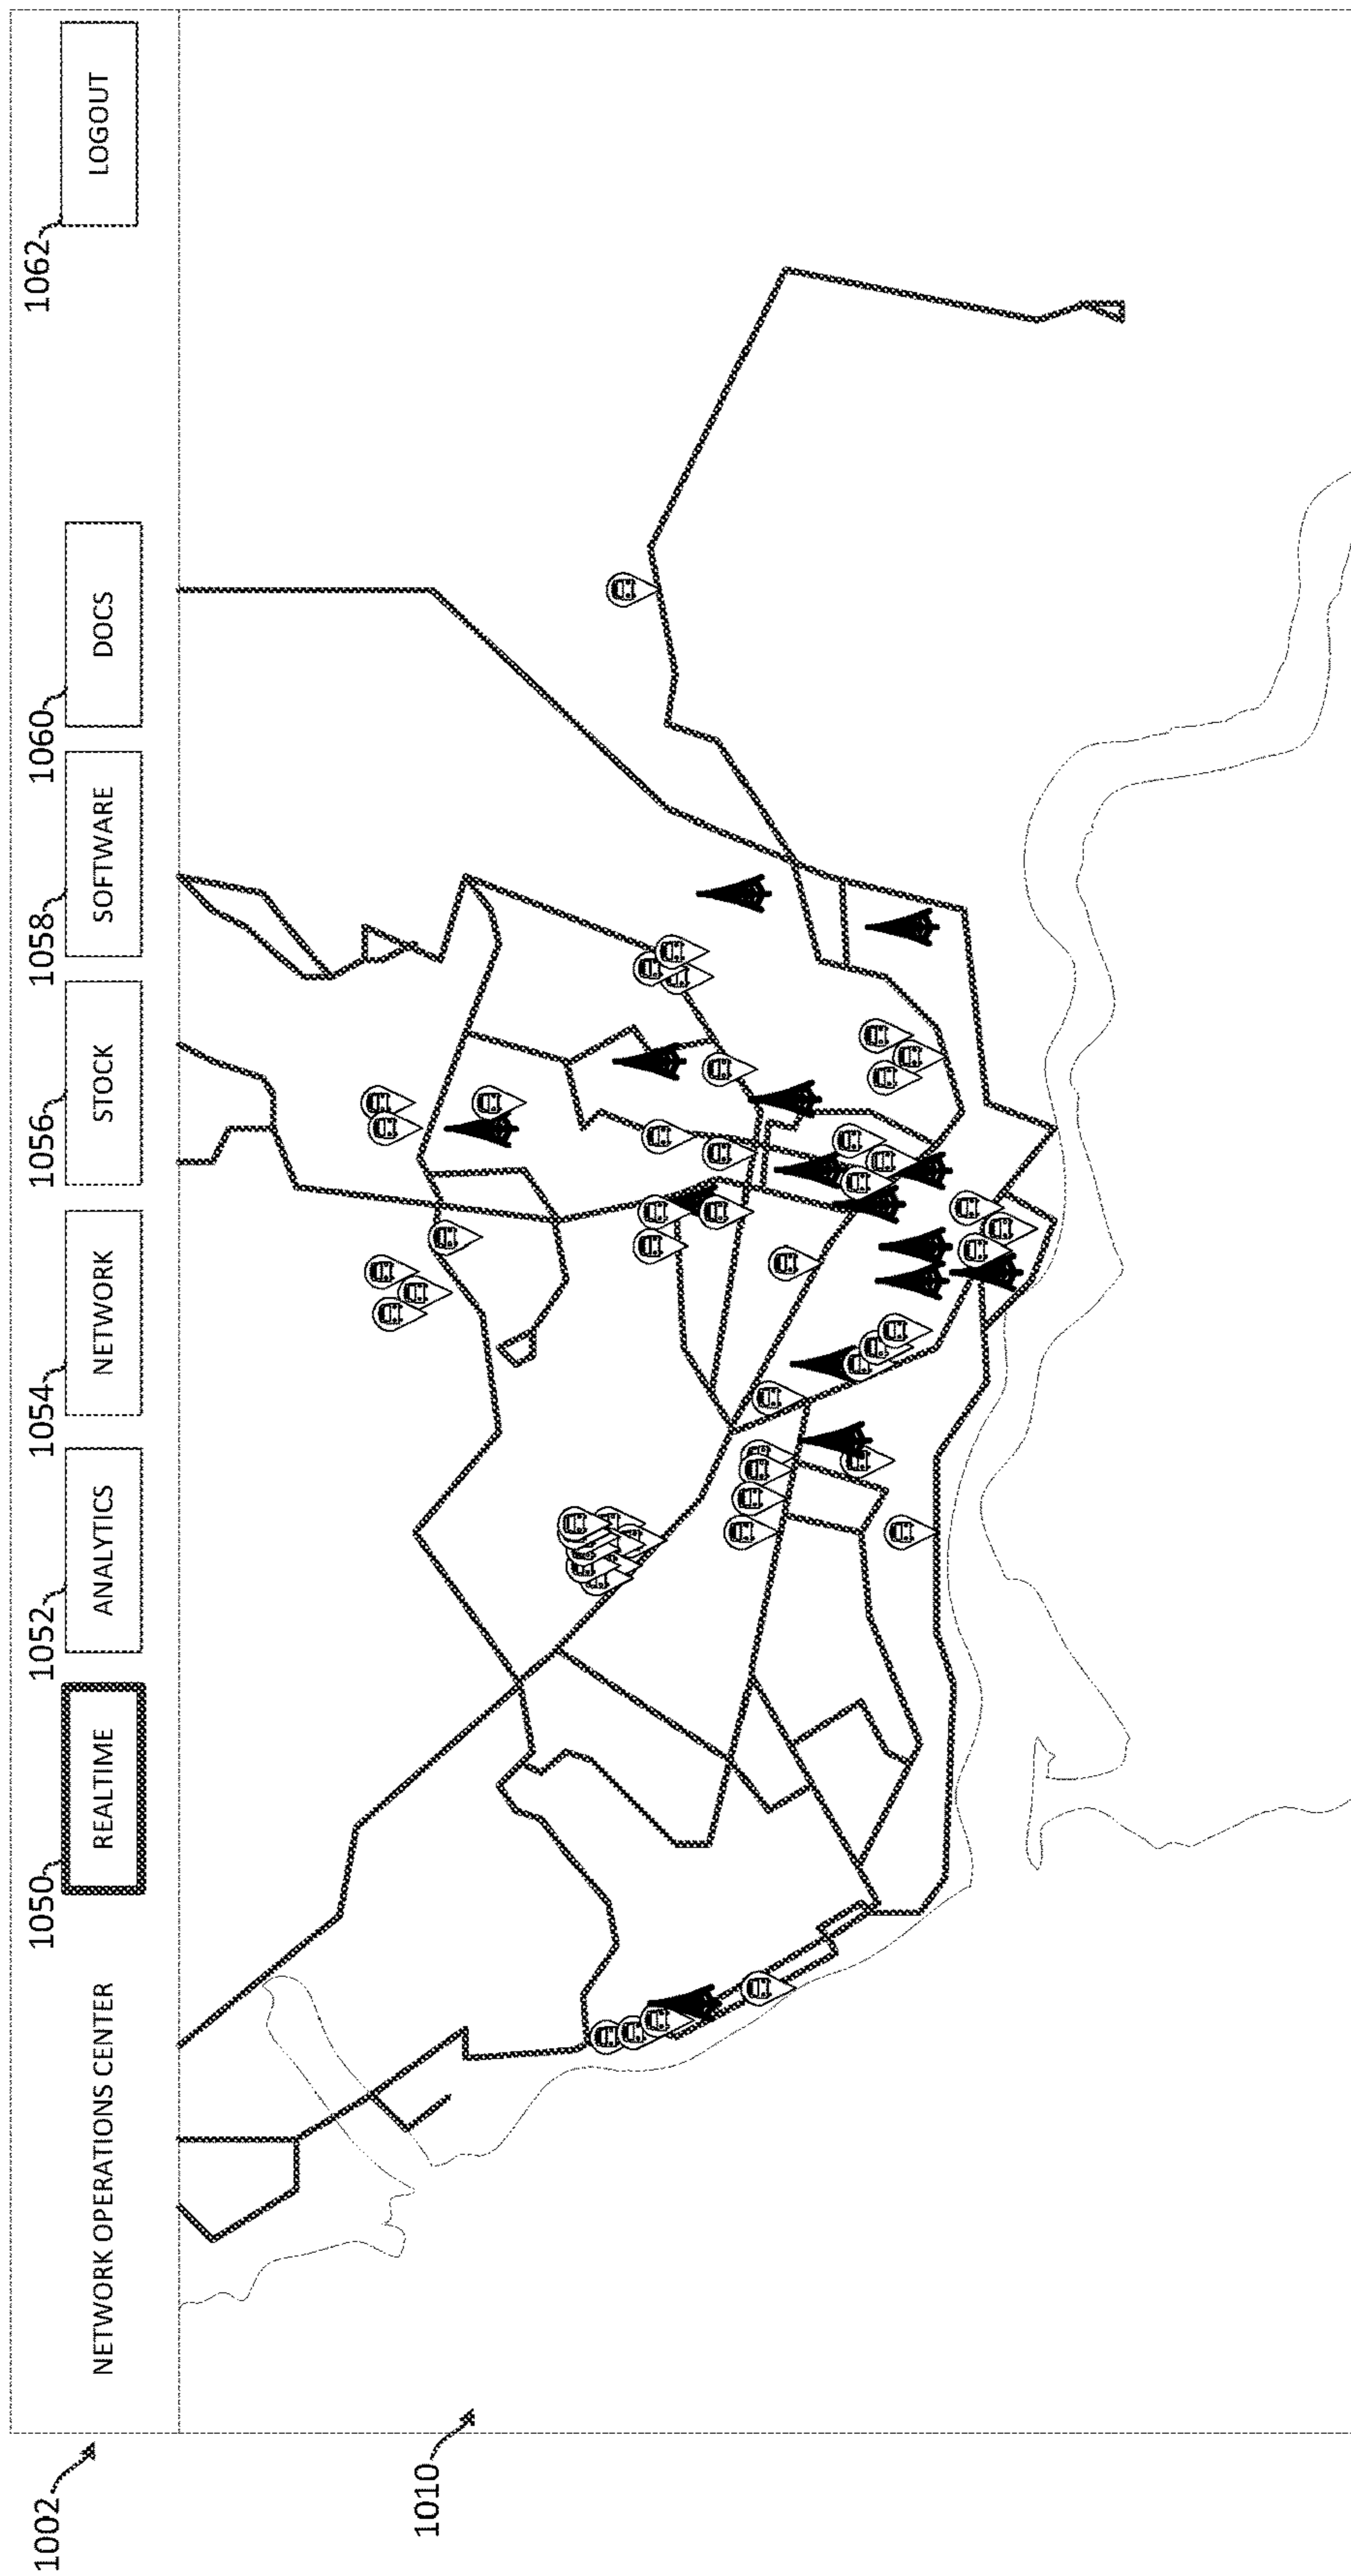 1002
NETWORK OPERATIONS CENTER
1050
REALTIME
1052
ANALYTICS
1054
NETWORK
1056
STOCK
1058
SOFTWARE
1060
DOCS
1062
LOGOUT
1010